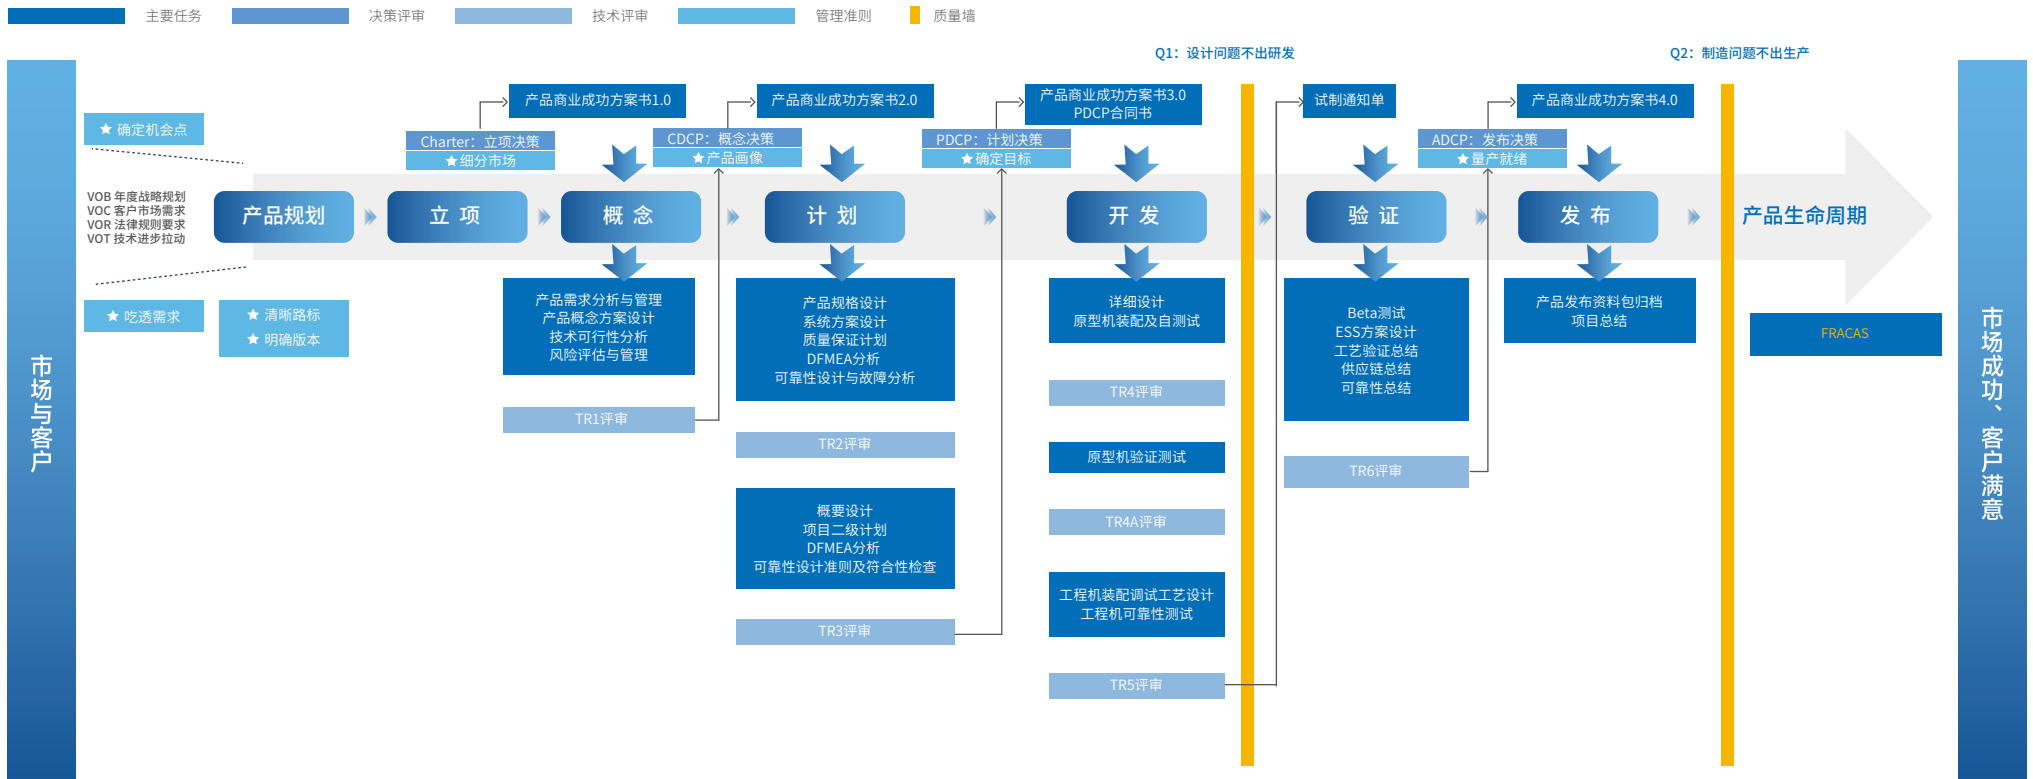 主要任务
决策评审
技术评审
管理准则
质量墙
Q1：设计问题不出研发
Q2：制造问题不出生产
市场与客户
确定机会点
VOB 年度战略规划
VOC 客户市场需求
VOR 法律规则要求
VOT 技术进步拉动
吃透需求
清晰路标
明确版本
产品规划
立 项
概 念
计 划
开 发
验 证
发 布
产品生命周期
产品商业成功方案书1.0
Charter：立项决策
细分市场
产品商业成功方案书2.0
CDCP：概念决策
产品画像
产品商业成功方案书3.0
PDCP合同书
PDCP：计划决策
确定目标
试制通知单
产品商业成功方案书4.0
ADCP：发布决策
量产就绪
产品需求分析与管理
产品概念方案设计
技术可行性分析
风险评估与管理
TR1评审
产品规格设计
系统方案设计
质量保证计划
DFMEA分析
可靠性设计与故障分析
TR2评审
概要设计
项目二级计划
DFMEA分析
可靠性设计准则及符合性检查
TR3评审
详细设计
原型机装配及自测试
TR4评审
原型机验证测试
TR4A评审
工程机装配调试工艺设计
工程机可靠性测试
TR5评审
Beta测试
ESS方案设计
工艺验证总结
供应链总结
可靠性总结
TR6评审
产品发布资料包归档
项目总结
FRACAS
市场成功、客户满意